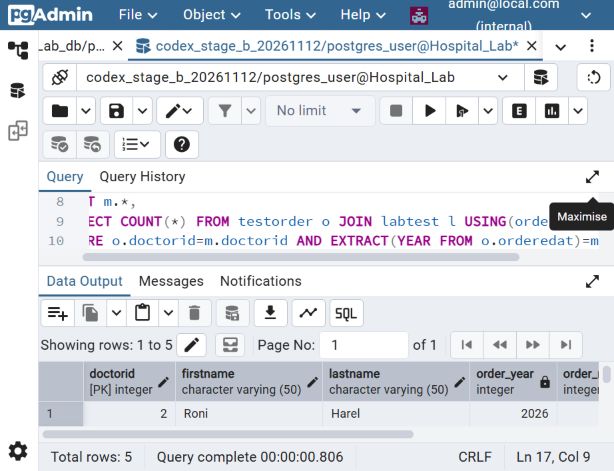 pgAdmin File Object Tools Help admin@local.com
(internal)
_ab_db/p... codex_stage_b_20261112/postgres_user@Hospital_Lab*
codex_stage_b_20261112/postgres_user@Hospital_Lab
No limit
E
Query Query History
8 T m.*,
9 ECT COUNT(*) FROM testorder o JOIN labtest l USING(orde
Maximise
10 RE o.doctorid=m.doctorid AND EXTRACT(YEAR FROM o.orderedat)=m
Data Output Messages Notifications
SQL
Showing rows: 1 to 5 Page No: 1 of 1
doctorid firstname lastname order_year order_
[PK] integer character varying (50) character varying (50) integer integer
1 2 Roni Harel 2026
Total rows: 5 Query complete 00:00:00.806 CRLF Ln 17, Col 9